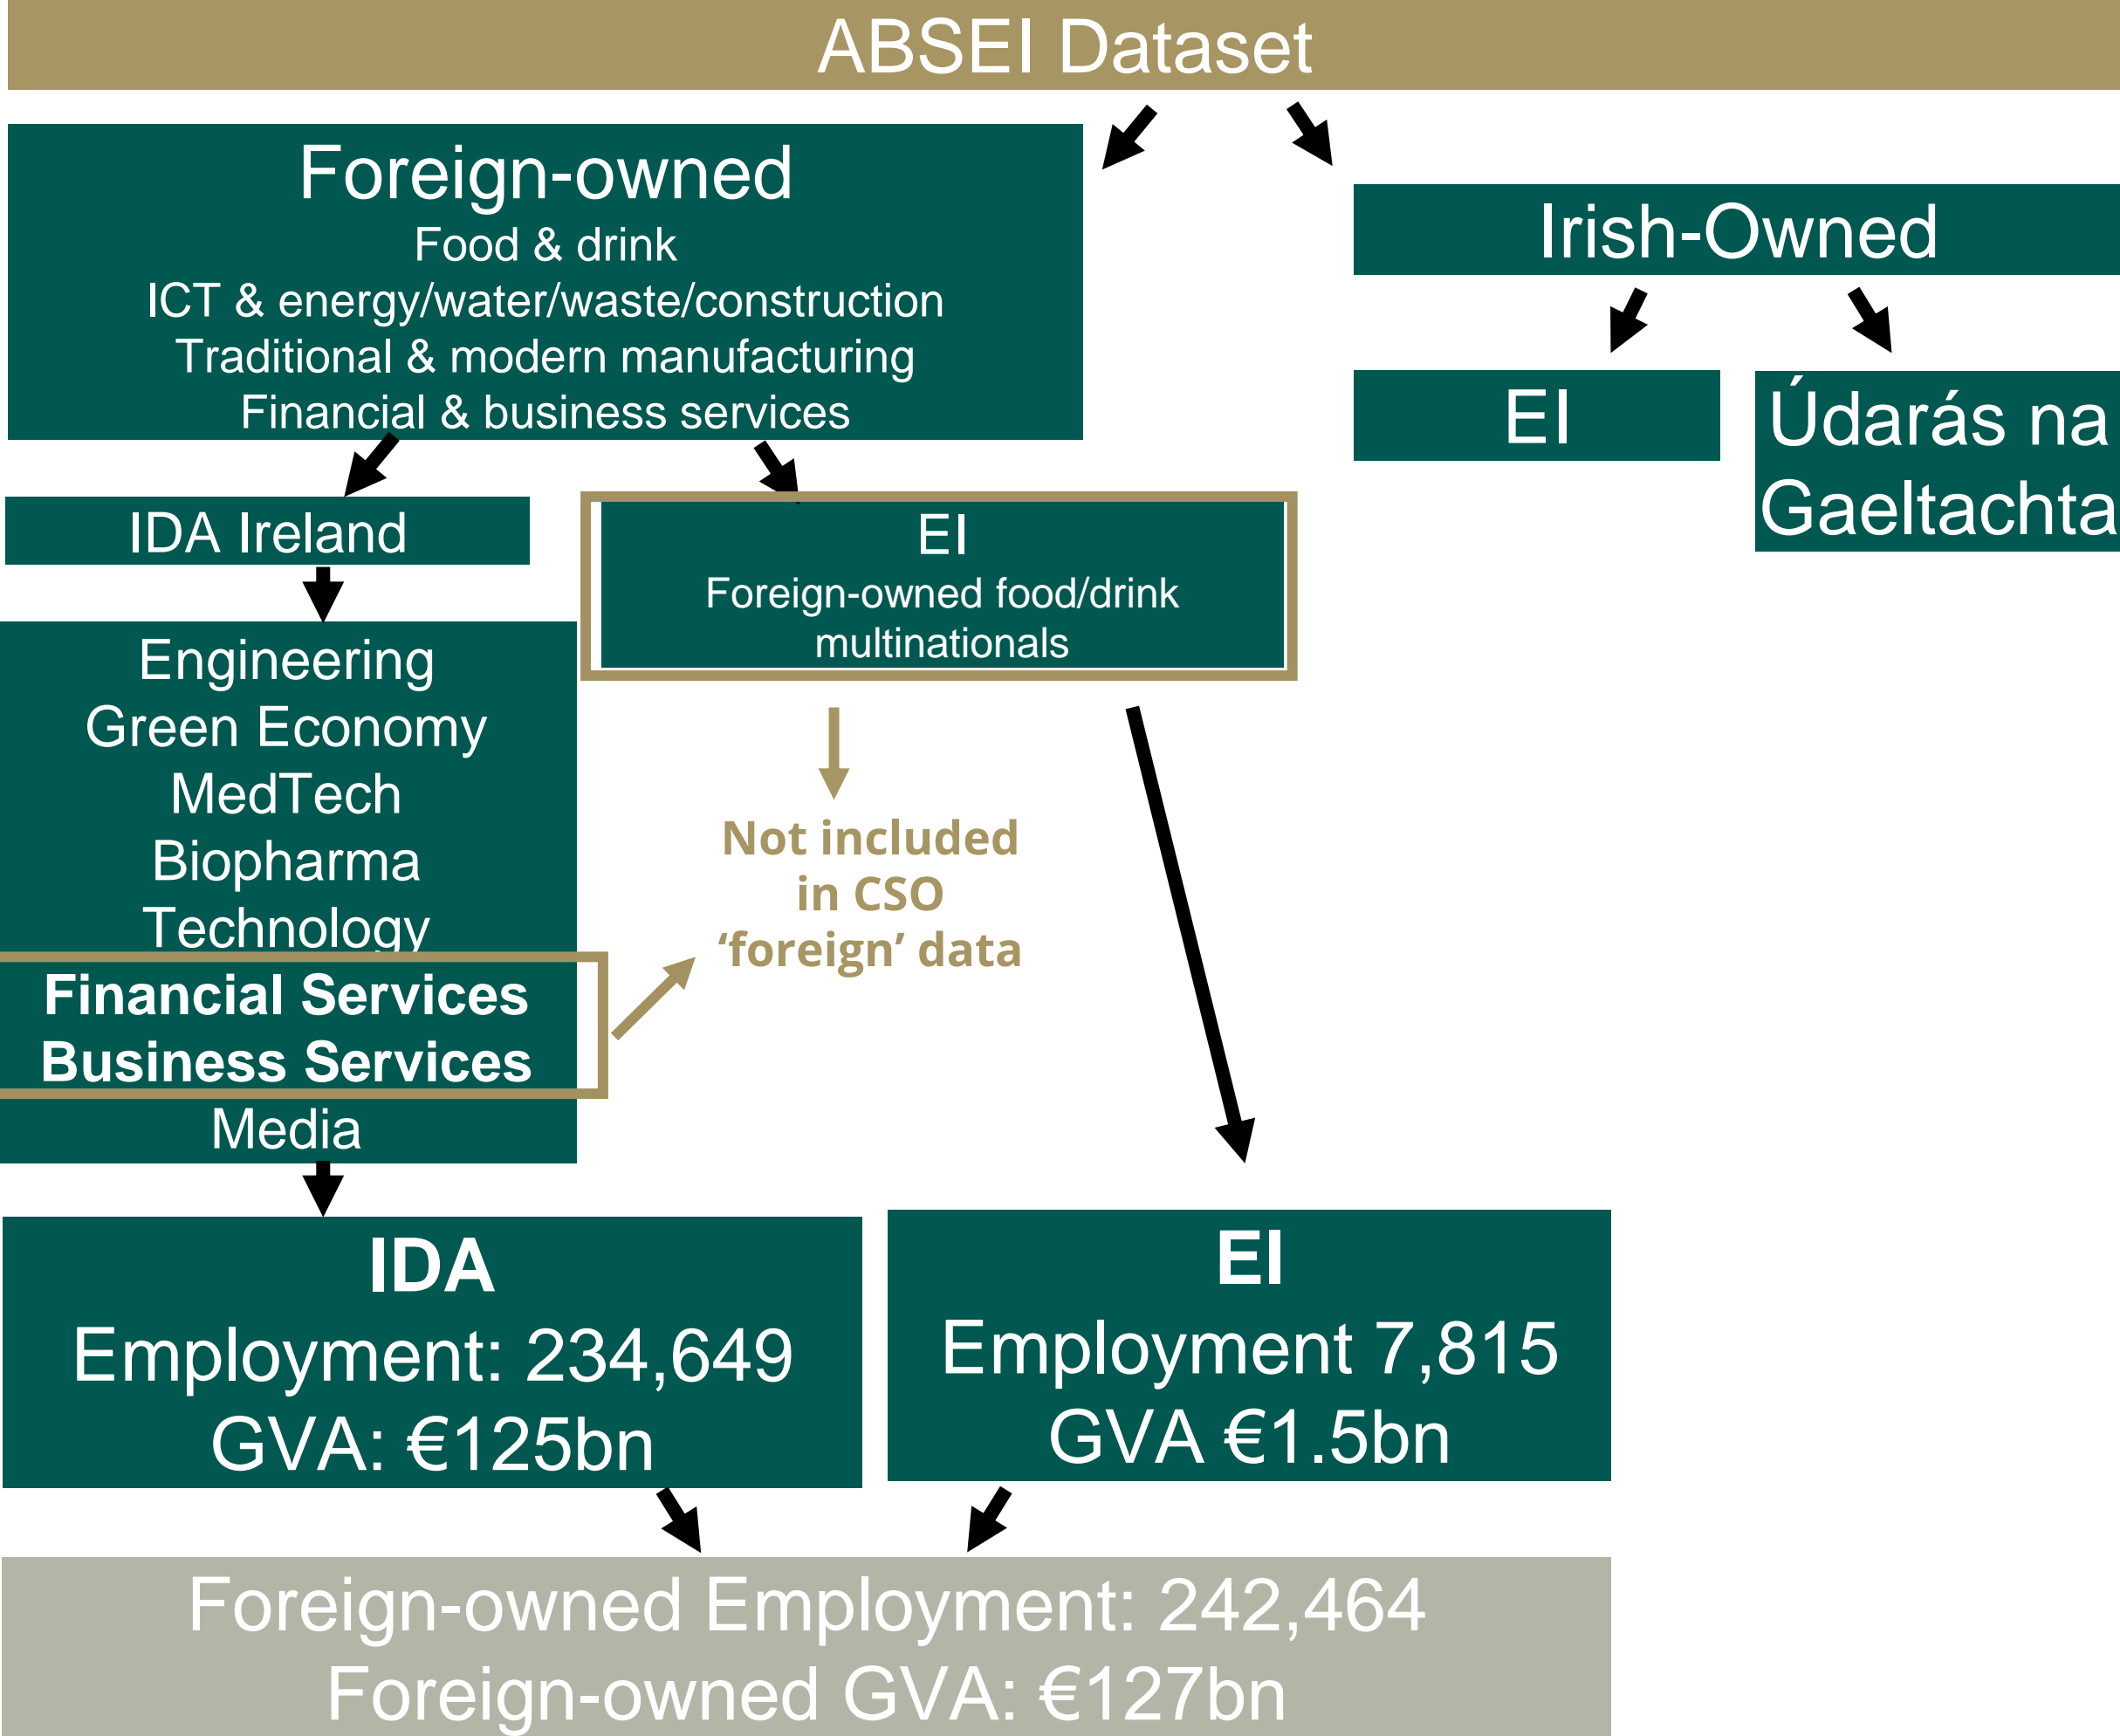 ABSEI Dataset
Foreign-owned
Food & drink
ICT & energy/water/waste/construction
Traditional & modern manufacturing
Financial & business services
Irish-Owned
EI
Údarás na
Gaeltachta
IDA Ireland
EI
Foreign-owned food/drink
multinationals
Engineering
Green Economy
MedTech
Biopharma
Technology
Financial Services
Business Services
Media
Not included
in CSO
‘foreign’ data
IDA
Employment: 234,649
GVA: €125bn
EI
Employment 7,815
GVA €1.5bn
Foreign-owned Employment: 242,464
Foreign-owned GVA: €127bn